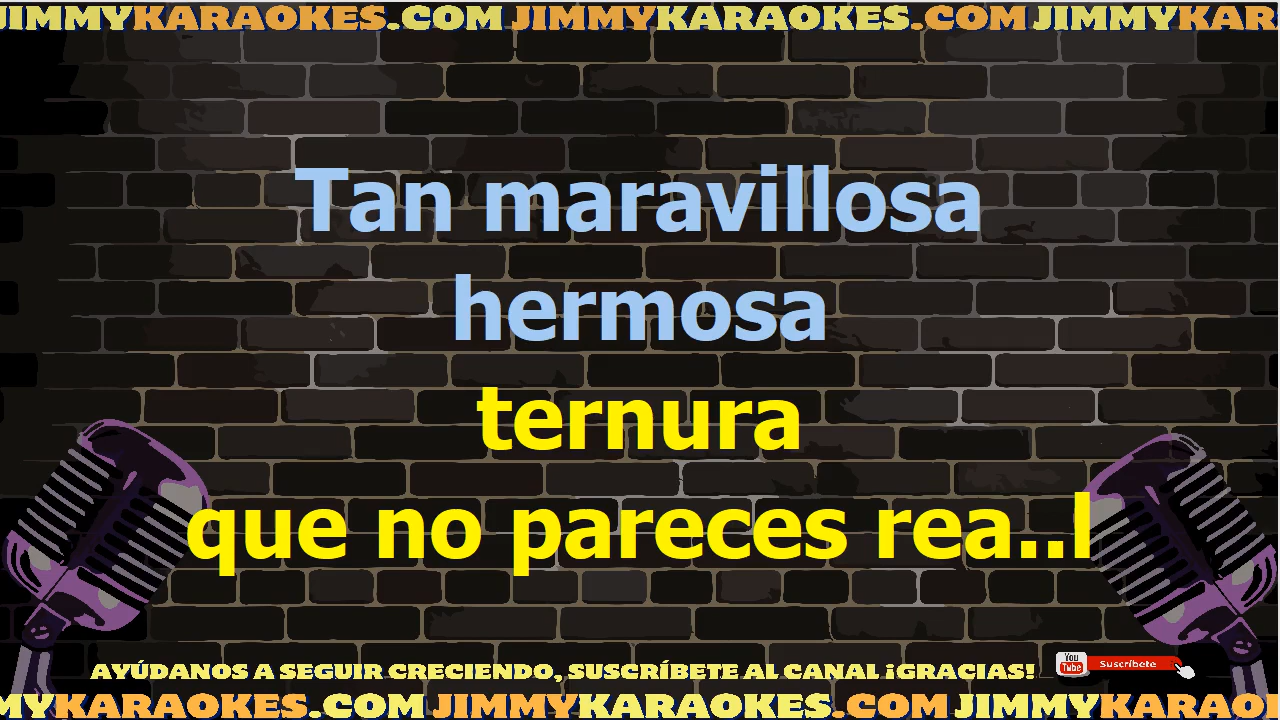 JIMMYKARAOKES.COM JIMMYKARAOKES.COM JIMMYKAR
Tan maravillosa
hermosa
ternura
que no pareces rea..l
AYÚDANOS A SEGUIR CRECIENDO, SUSCRÍBETE AL CANAL ¡GRACIAS!
You
Tube
Suscríbete
MYKARAOKES.COM JIMMYKARAOKES.COM JIMMYKARAOK